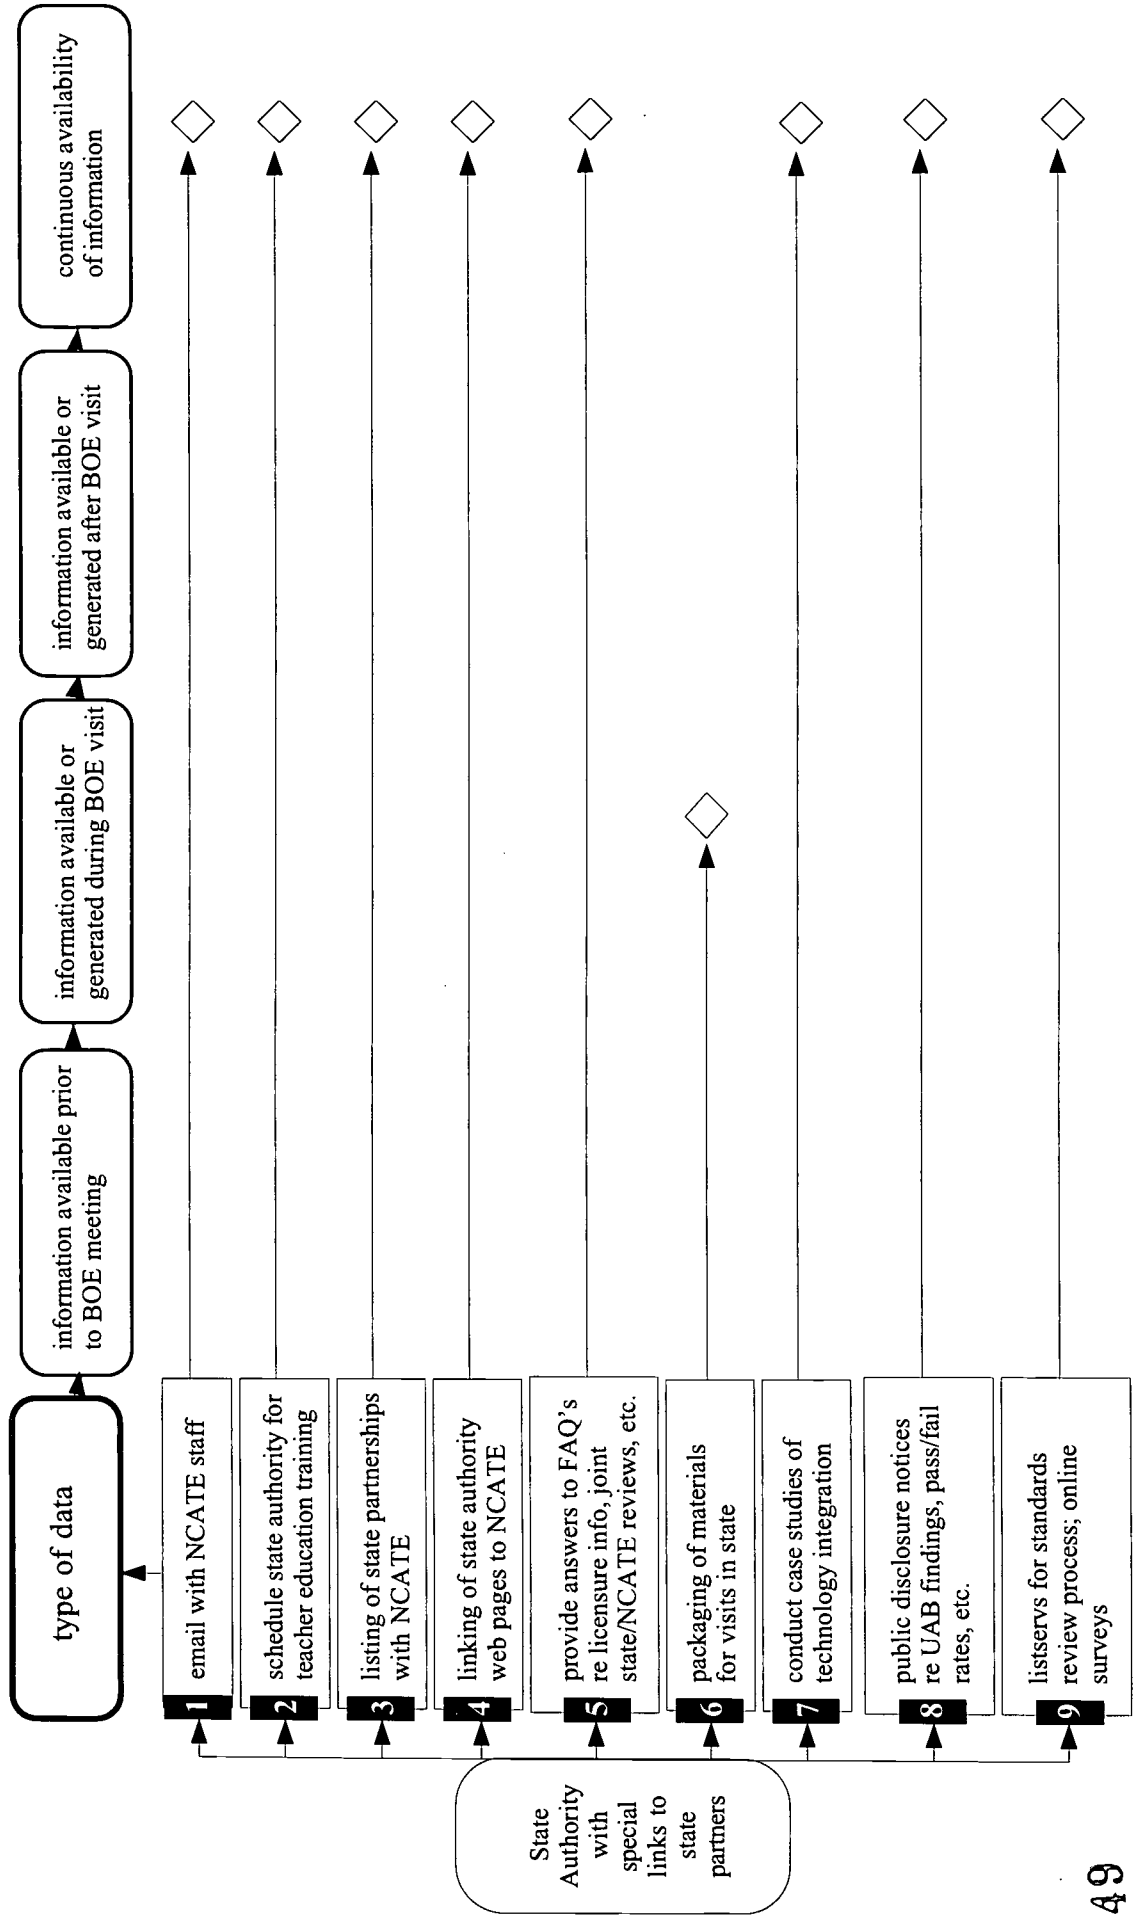 type of data
information available prior
to BOE meeting
information available or
generated during BOE visit
information available or
generated after BOE visit
continuous availability
of information
State
Authority
with
special
links to
state
partners
1
email with NCATE staff
2
schedule state authority for
teacher education training
3
listing of state partnerships
with NCATE
4
linking of state authority
web pages to NCATE
5
provide answers to FAQ's
re licensure info, joint
state/NCATE reviews, etc.
6
packaging of materials
for visits in state
7
conduct case studies of
technology integration
8
public disclosure notices
re UAB findings, pass/fail
rates, etc.
9
listservs for standards
review process; online
surveys
49